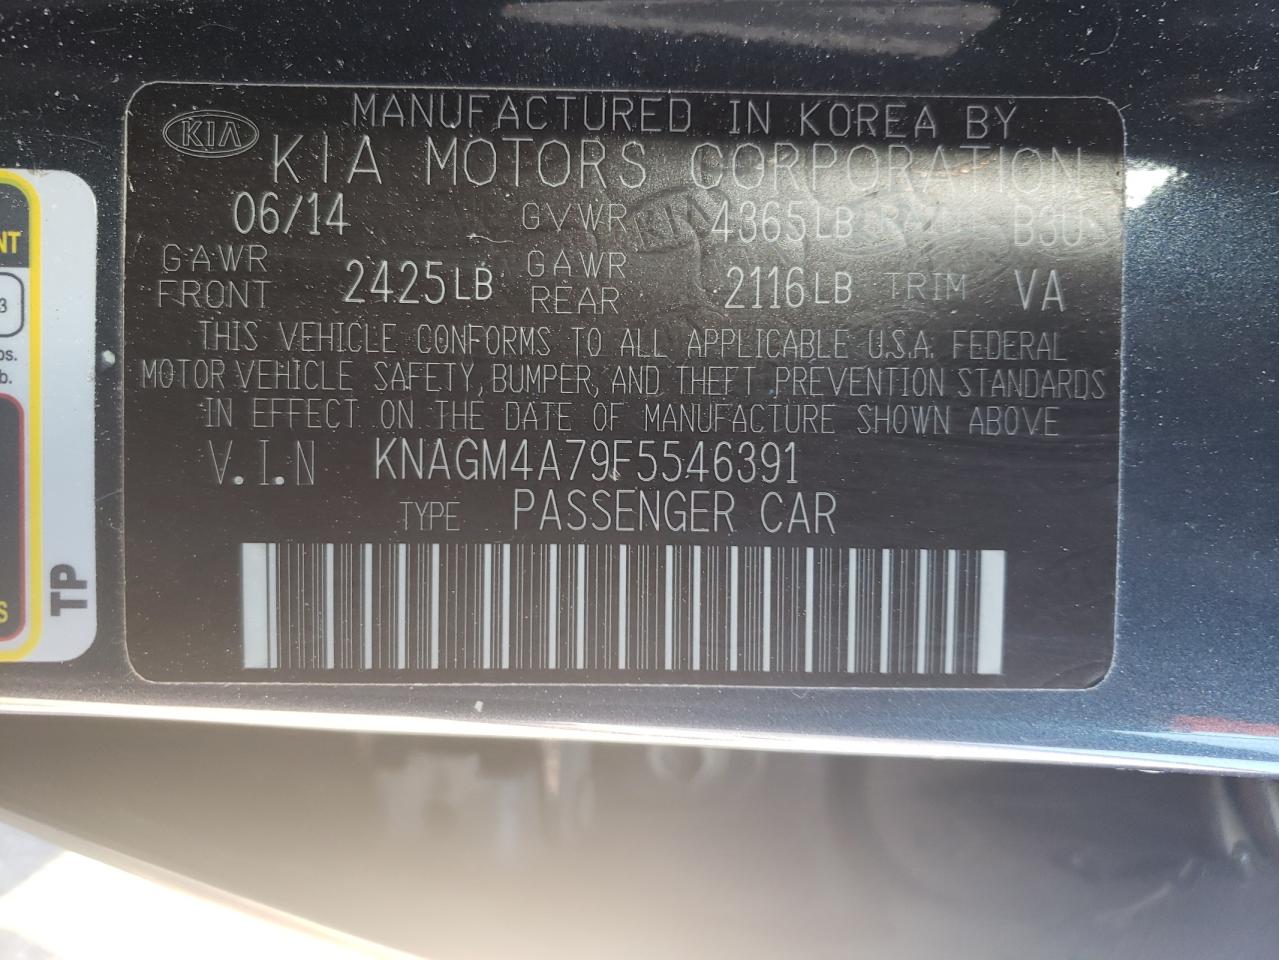 KIA
MANUFACTURED IN KOREA BY
KIA MOTORS CORPORATION
06/14 GVWR 4365LB B3U
GAWR FRONT 2425LB GAWR REAR 2116LB TRIM VA
THIS VEHICLE CONFORMS TO ALL APPLICABLE U.S.A. FEDERAL
MOTOR VEHICLE SAFETY, BUMPER, AND THEFT PREVENTION STANDARDS
IN EFFECT ON THE DATE OF MANUFACTURE SHOWN ABOVE
V.I.N KNAGM4A79F5546391
TYPE PASSENGER CAR
TP